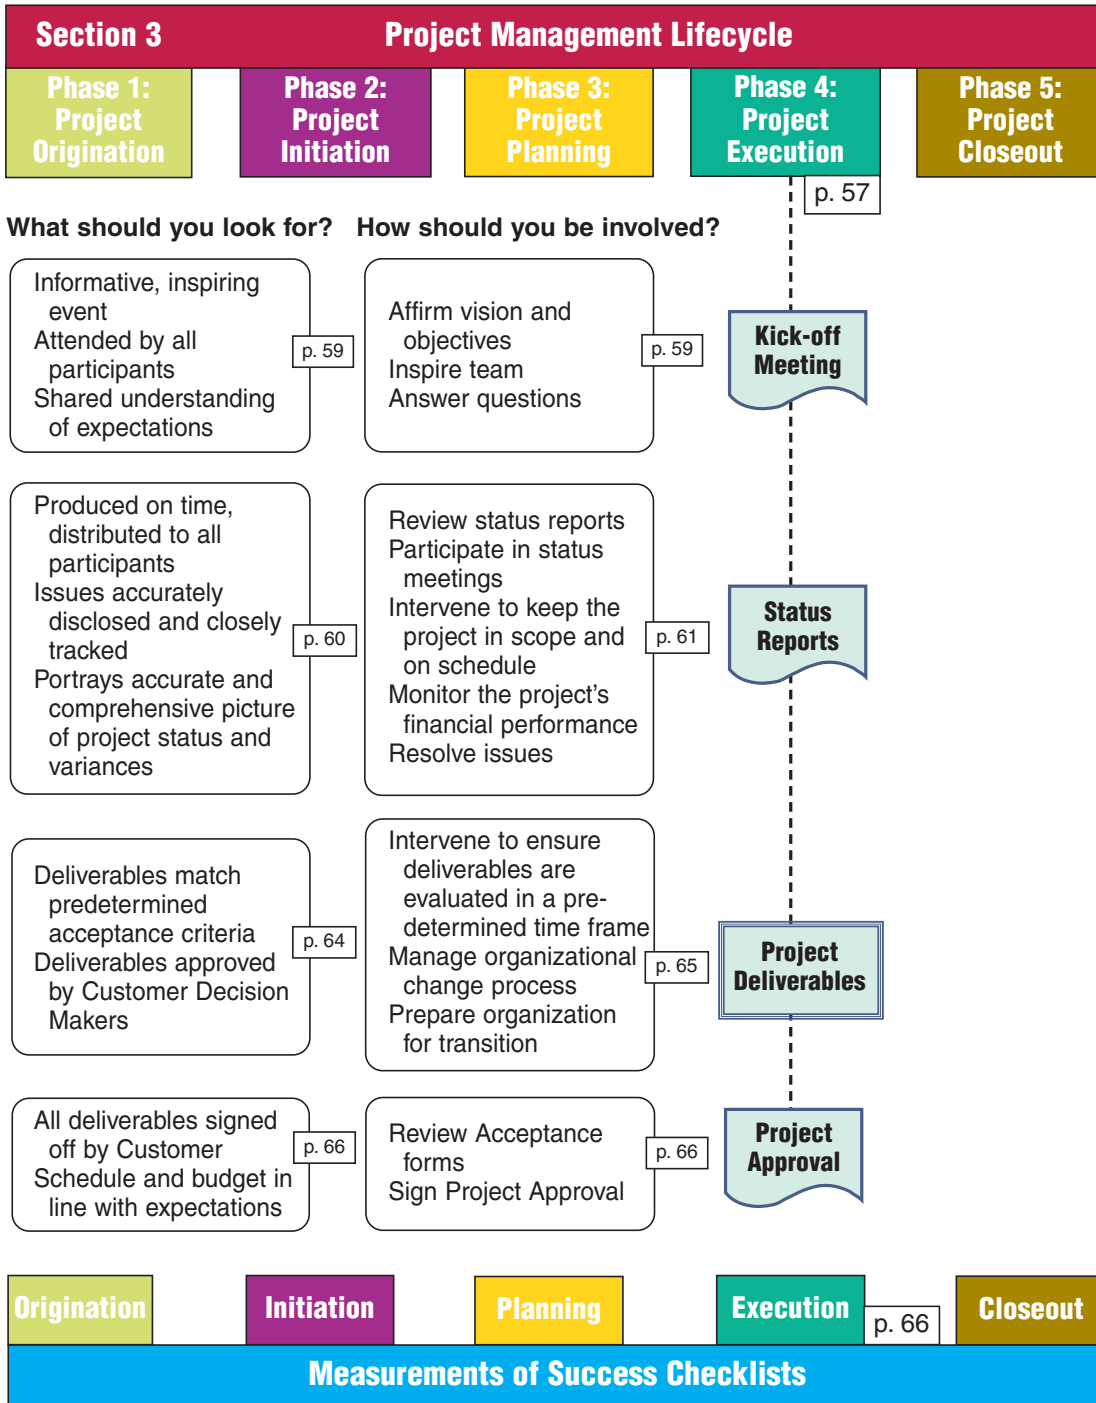 Section 3
Project Management Lifecycle
Phase 1:
Project
Origination
Phase 2:
Project
Initiation
Phase 3:
Project
Planning
Phase 4:
Project
Execution
Phase 5:
Project
Closeout
p. 57
What should you look for?
How should you be involved?
Informative, inspiring
event
Attended by all
participants
Shared understanding
of expectations
p. 59
Affirm vision and
objectives
Inspire team
Answer questions
p. 59
Kick-off
Meeting
Produced on time,
distributed to all
participants
Issues accurately
disclosed and closely
tracked
Portrays accurate and
comprehensive picture
of project status and
variances
p. 60
Review status reports
Participate in status
meetings
Intervene to keep the
project in scope and
on schedule
Monitor the project’s
financial performance
Resolve issues
p. 61
Status
Reports
Deliverables match
predetermined
acceptance criteria
Deliverables approved
by Customer Decision
Makers
p. 64
Intervene to ensure
deliverables are
evaluated in a pre-
determined time frame
Manage organizational
change process
Prepare organization
for transition
p. 65
Project
Deliverables
All deliverables signed
off by Customer
Schedule and budget in
line with expectations
p. 66
Review Acceptance
forms
Sign Project Approval
p. 66
Project
Approval
Origination
Initiation
Planning
Execution
p. 66
Closeout
Measurements of Success Checklists